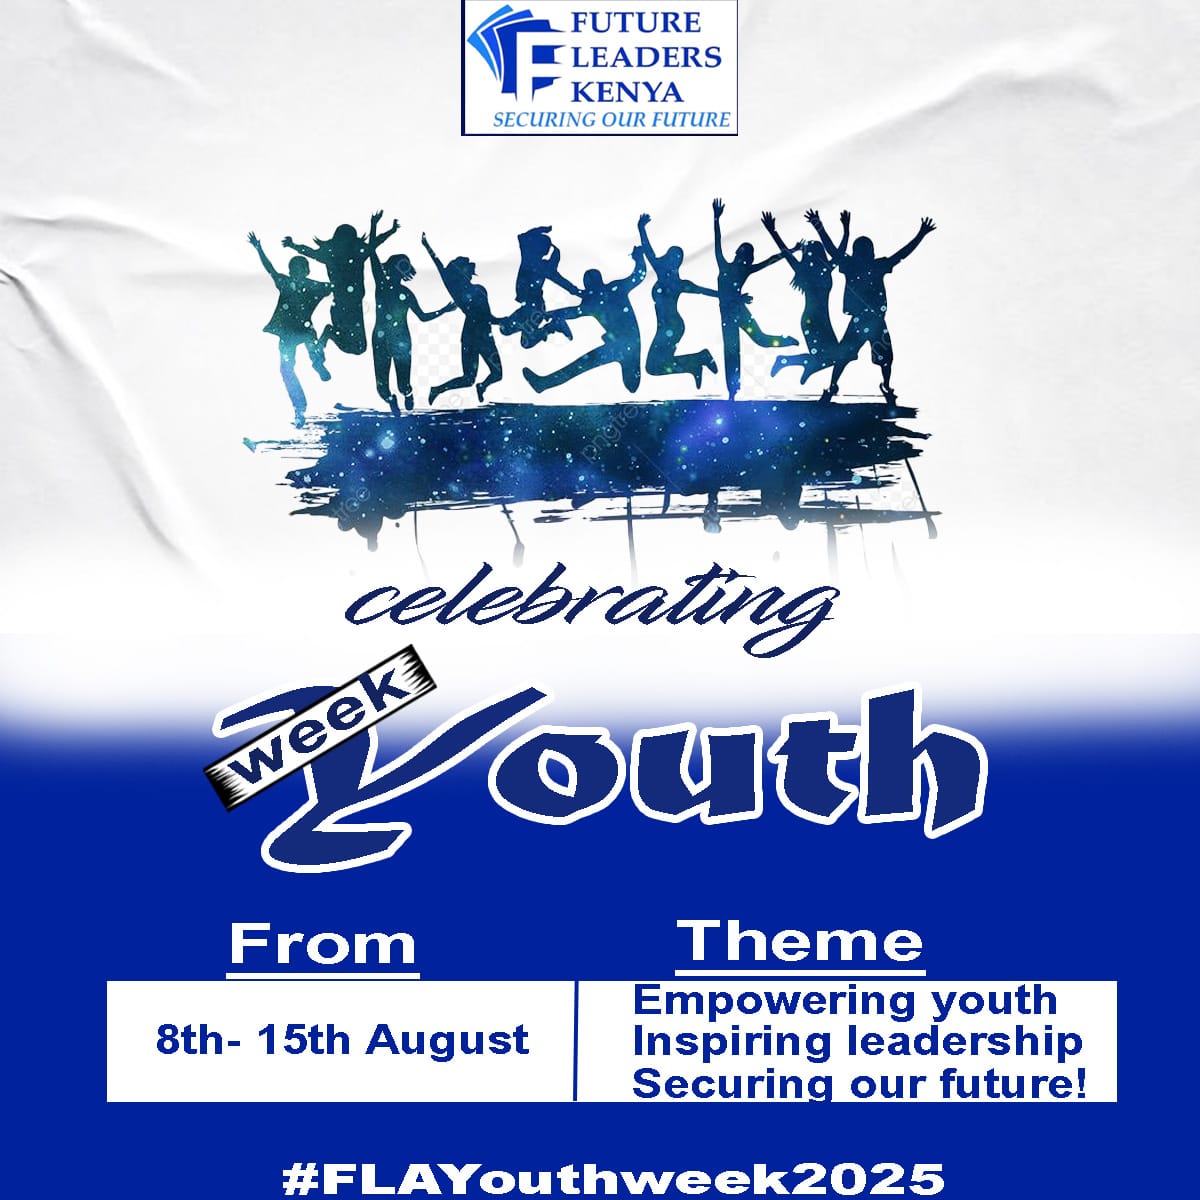 FUTURE
LEADERS
KENYA
SECURING OUR FUTURE
pngtree
celebrating
week
Youth
From
Theme
8th- 15th August
Empowering youth
Inspiring leadership
Securing our future!
#FLAYouthweek2025